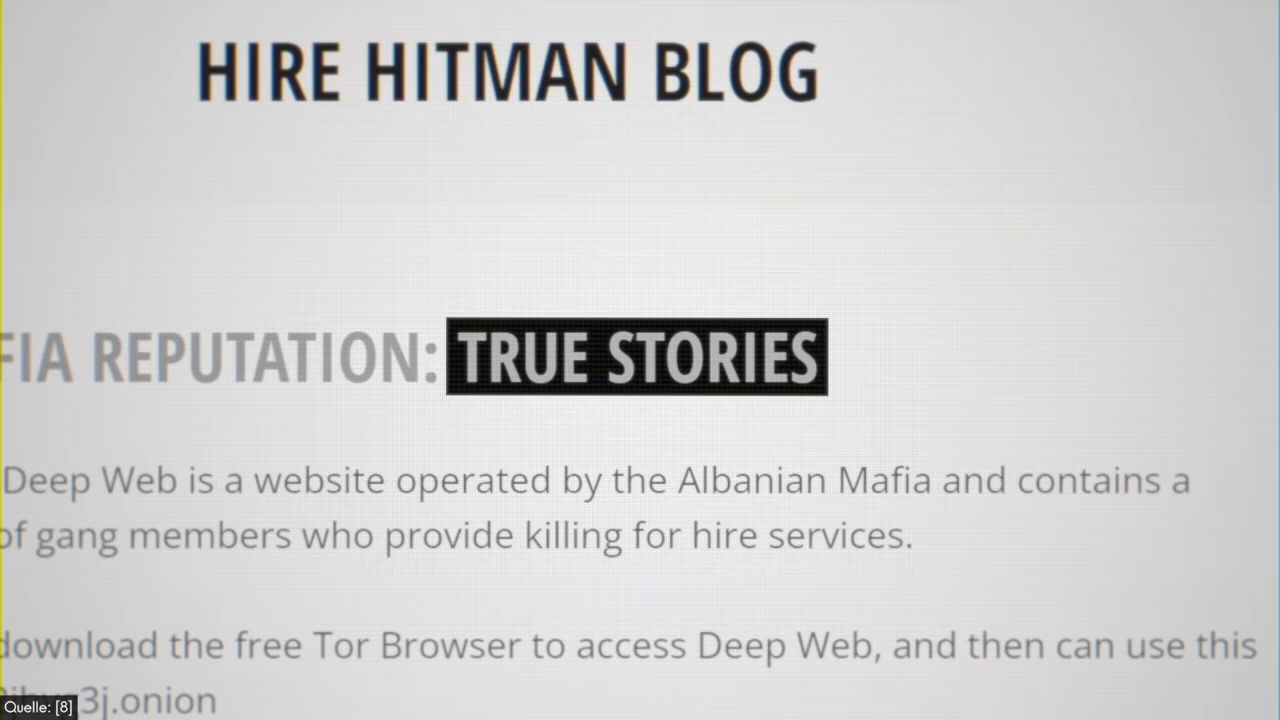 HIRE HITMAN BLOG
FIA REPUTATION: TRUE STORIES
Deep Web is a website operated by the Albanian Mafia and contains a
of gang members who provide killing for hire services.
download the free Tor Browser to access Deep Web, and then can use this
3j.onion
Quelle: [8]